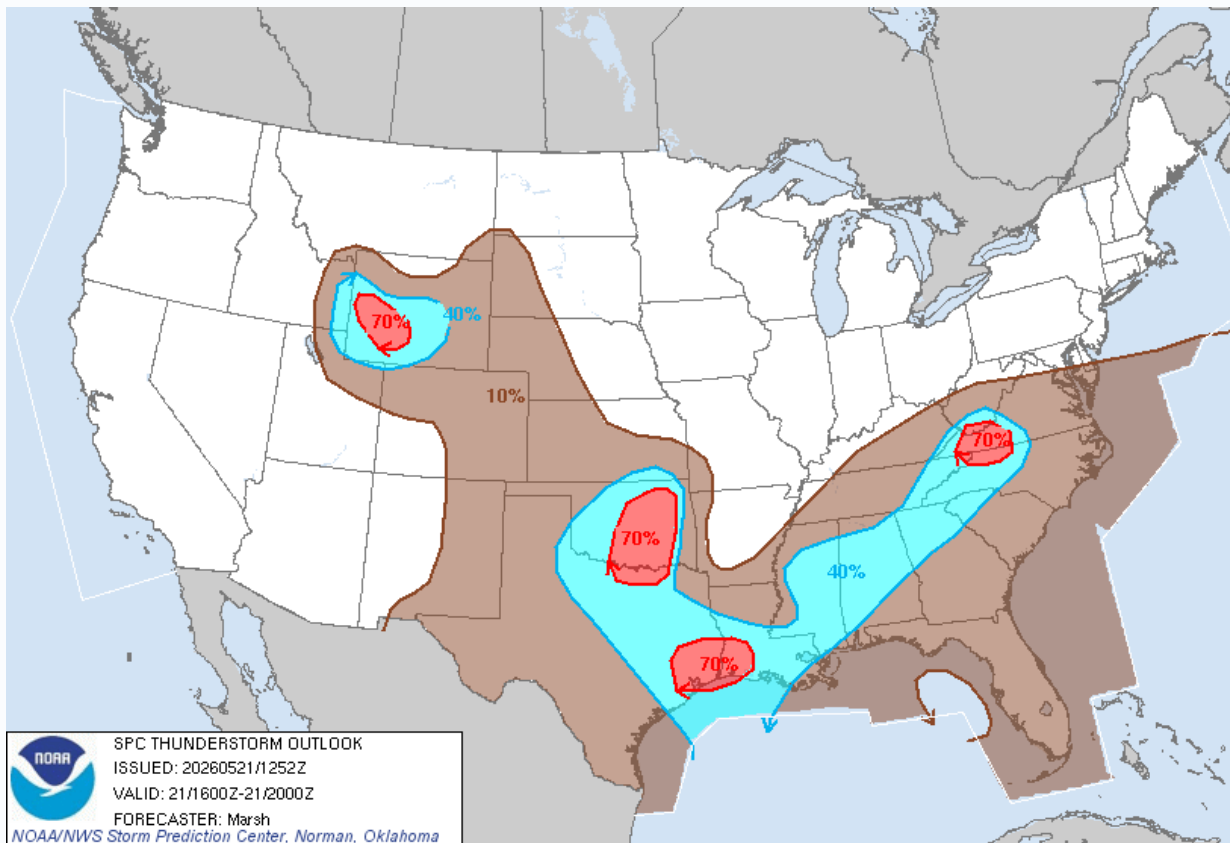 40%
70%
10%
70%
70%
40%
70%
NOAA
SPC THUNDERSTORM OUTLOOK
ISSUED: 20260521/1252Z
VALID: 21/1600Z-21/2000Z
FORECASTER: Marsh
NOAA/NWS Storm Prediction Center, Norman, Oklahoma